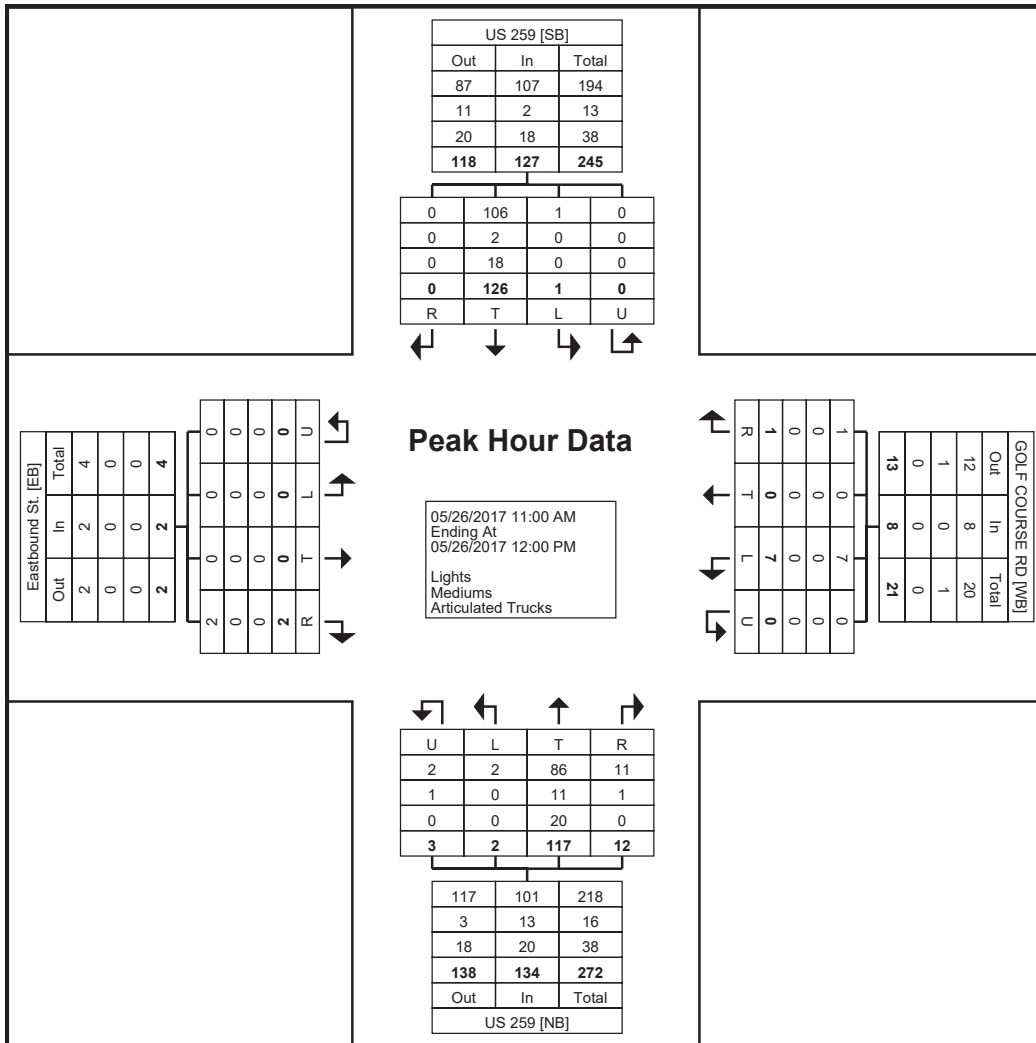 US 259 [SB]
Out In Total
87 107 194
11 2 13
20 18 38
118 127 245
0 106 1 0
0 2 0 0
0 18 0 0
0 126 1 0
R T L U
Eastbound St. [EB]
Total In Out
4 2 2
0 0 0
0 0 0
4 2 2
0 0 0 2
0 0 0 0
0 0 0 0
0 0 0 2
U L T R
Peak Hour Data
05/26/2017 11:00 AM
Ending At
05/26/2017 12:00 PM
Lights
Mediums
Articulated Trucks
GOLF COURSE RD [WB]
Out In Total
12 8 20
1 0 1
0 0 0
13 8 21
1 0 7 0
0 0 0 0
0 0 0 0
1 0 7 0
R T L U
U L T R
2 2 86 11
1 0 11 1
0 0 20 0
3 2 117 12
117 101 218
3 13 16
18 20 38
138 134 272
Out In Total
US 259 [NB]